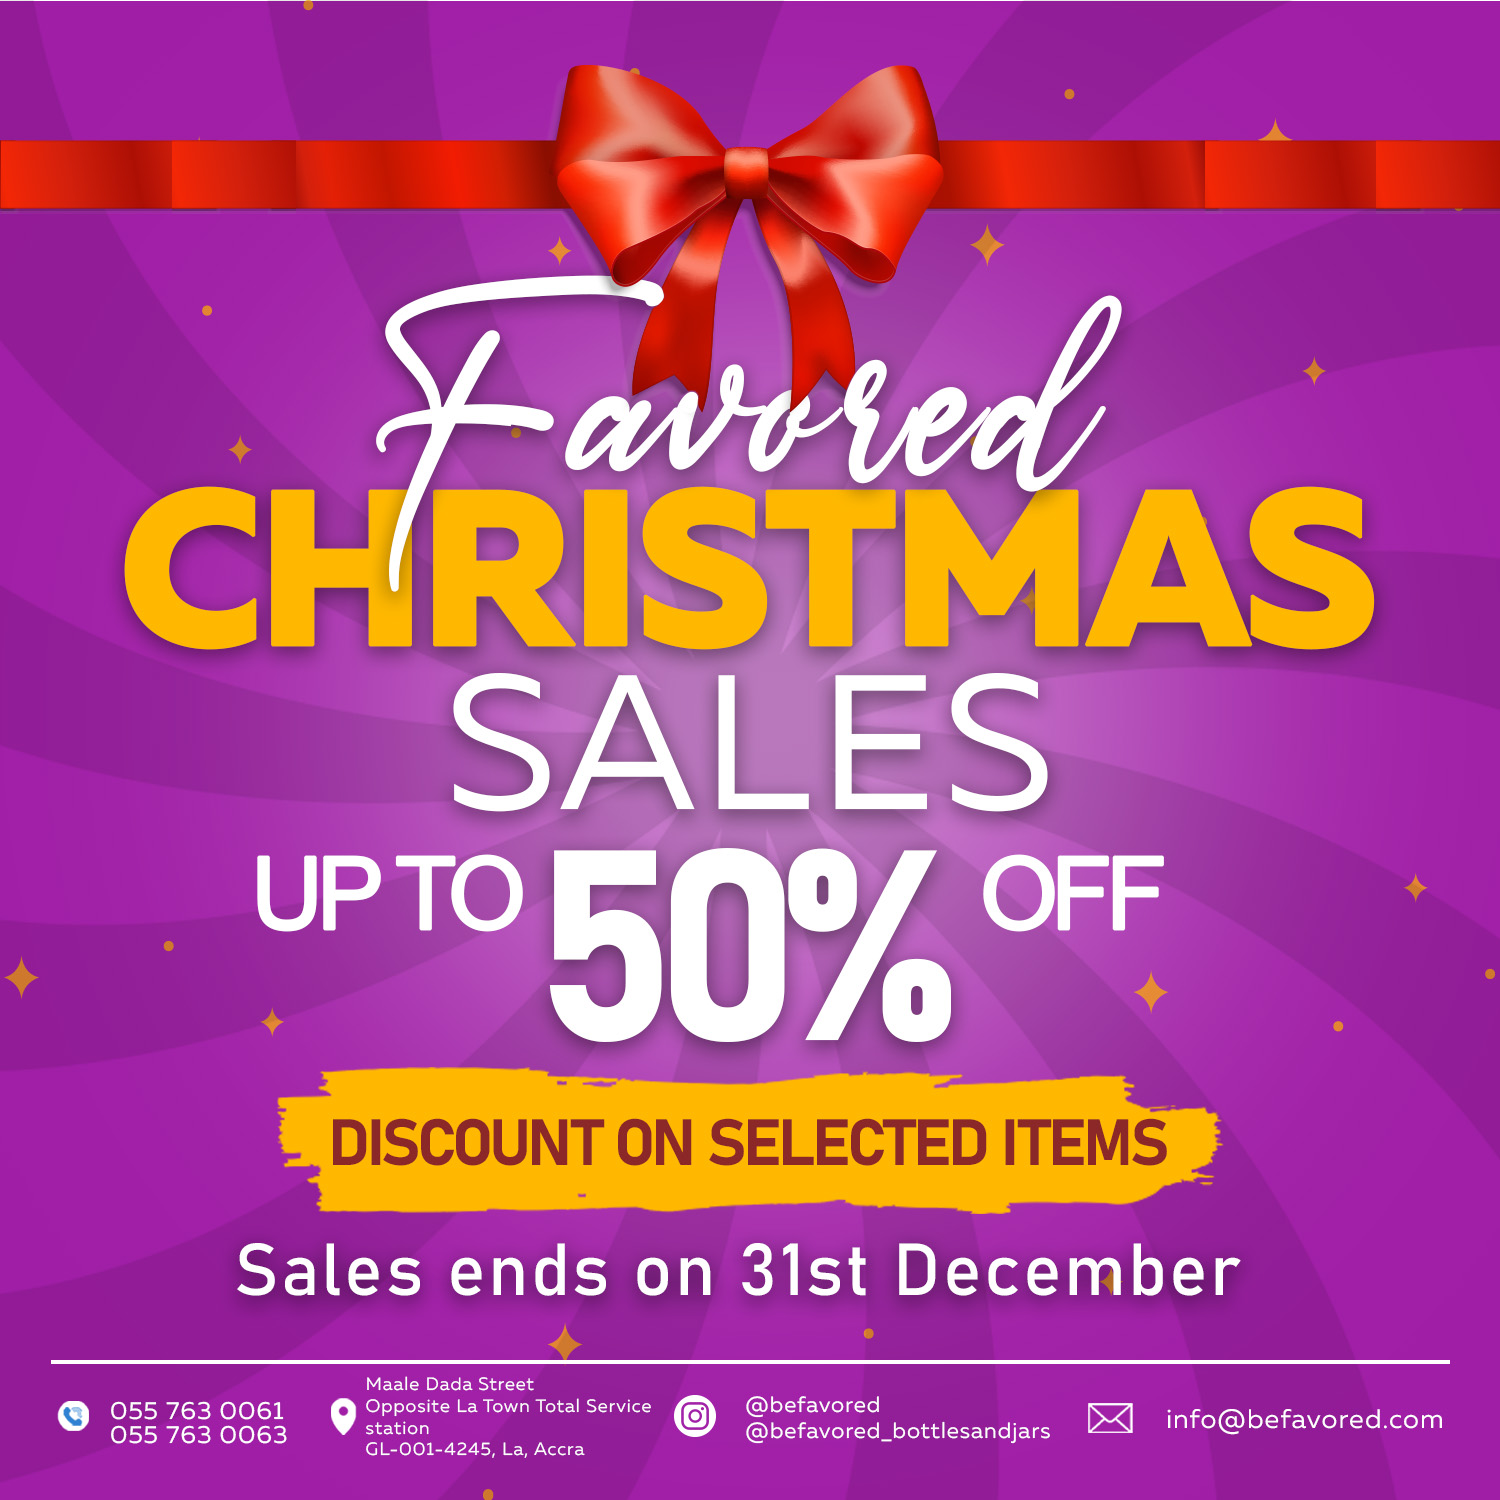 Favored
CHRISTMAS
SALES
UP TO 50% OFF
DISCOUNT ON SELECTED ITEMS
Sales ends on 31st December
055 763 0061
055 763 0063
Maale Dada Street
Opposite La Town Total Service
station
GL-001-4245, La, Accra
@befavored
@befavored_bottlesandjars
info@befavored.com